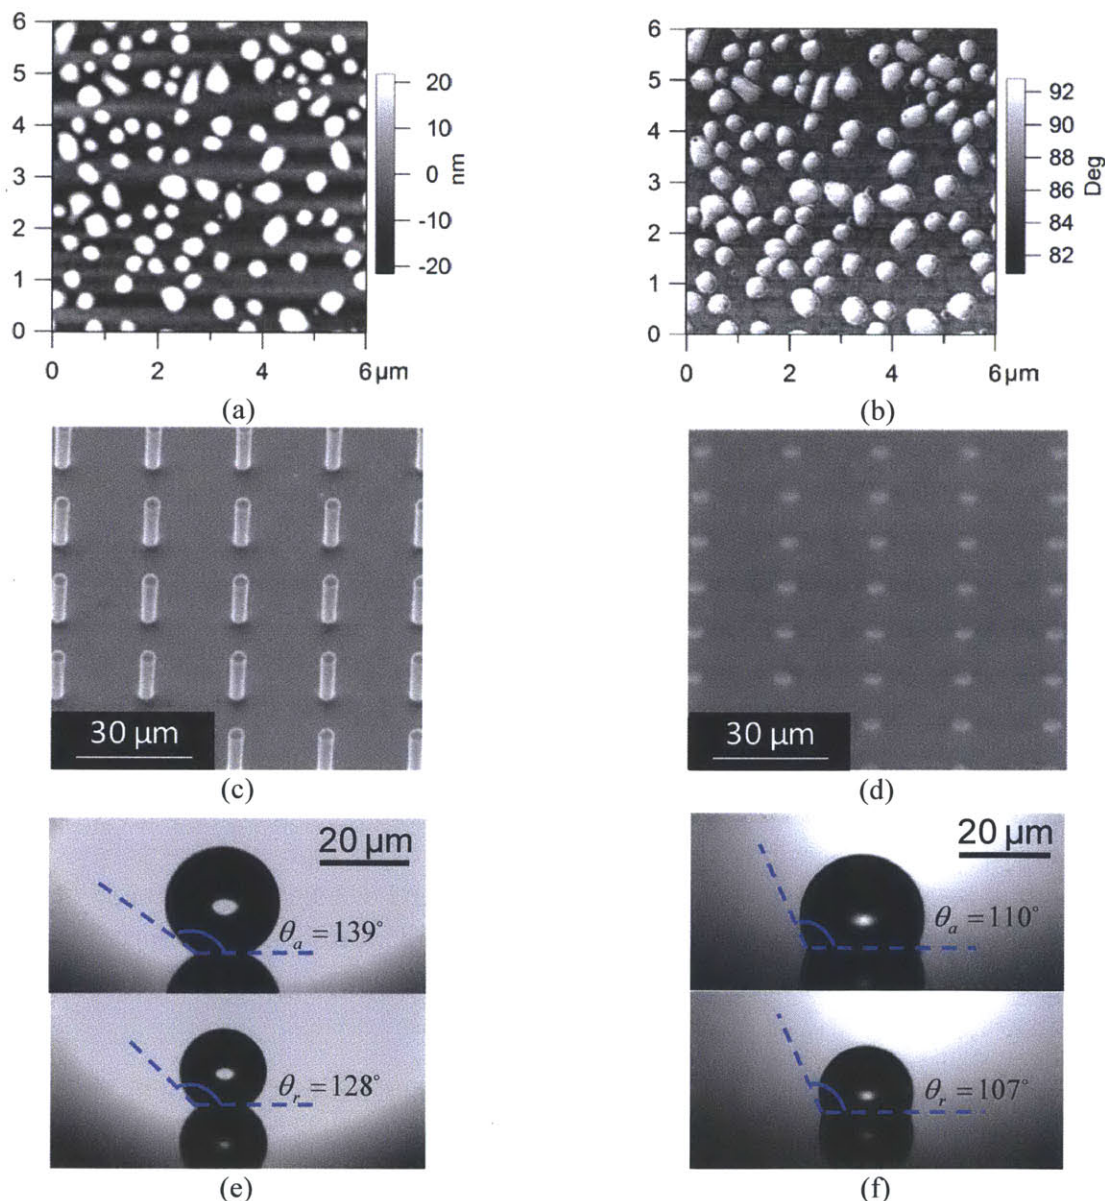 6
5
4
3
2
1
0
0 2 4 6 µm
20
10
0
-10
-20
nm
(a)
6
5
4
3
2
1
0
0 2 4 6 µm
92
90
88
86
84
82
Deg
(b)
30 µm
(c)
30 µm
(d)
20 µm
θa = 139°
θr = 128°
(e)
20 µm
θa = 110°
θr = 107°
(f)